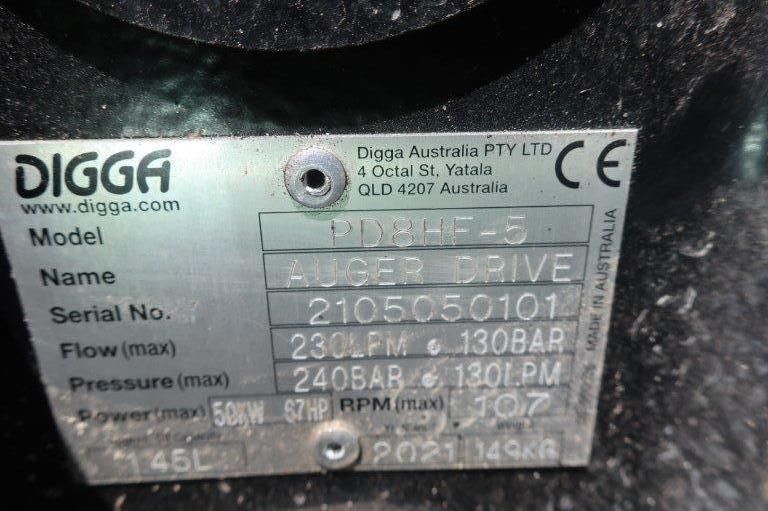 DIGGA
www.digga.com
Digga Australia PTY LTD
4 Octal St, Yatala
QLD 4207 Australia
CE
Model PD8HF-5
Name AUGER DRIVE
Serial No. 2105050101
Flow (max) 230LPM @ 130BAR
Pressure (max) 240BAR @ 130LPM
Power (max) 50KW 67HP RPM (max) 107
1.45L 2021 149KG
MADE IN AUSTRALIA